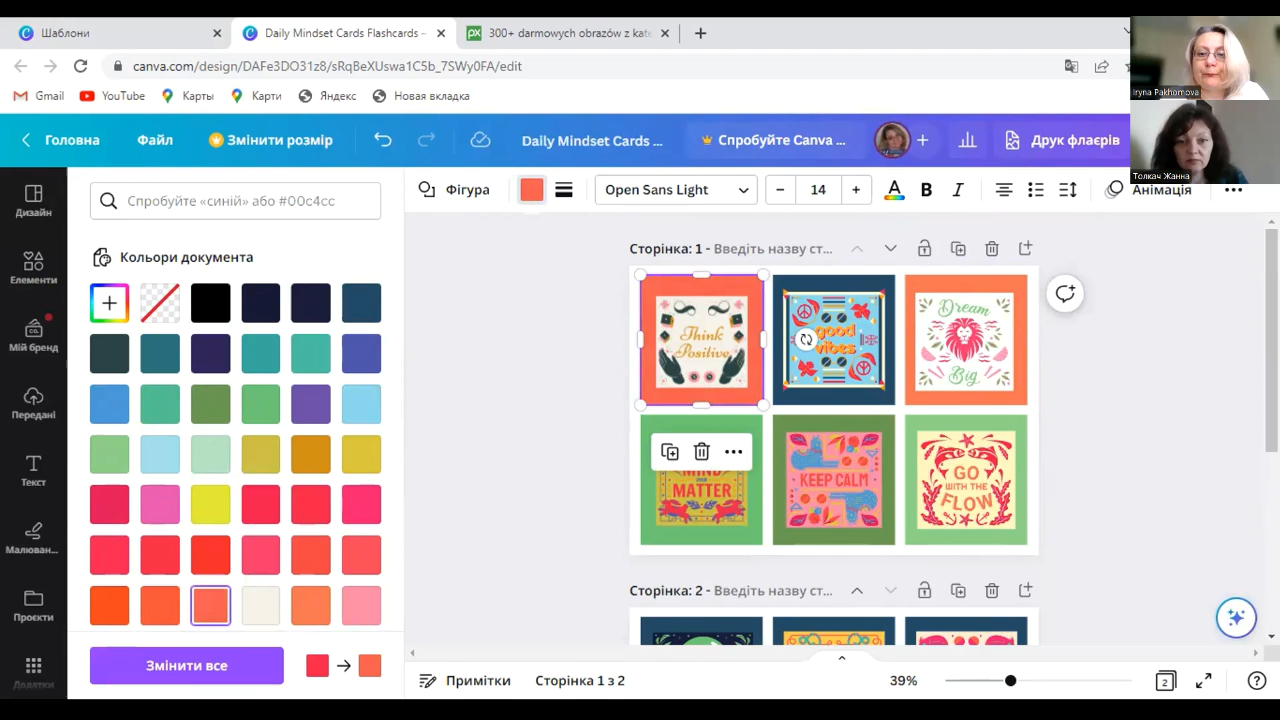 Шаблони
Daily Mindset Cards Flashcards –
300+ darmowych obrazów z kate
canva.com/design/DAFe3DO31z8/sRqBeXUswa1C5b_7SWy0FA/edit
Gmail
YouTube
Карты
Карти
Яндекс
Новая вкладка
Iryna Pakhomova
Толкач Жанна
Головна
Файл
Змінити розмір
Daily Mindset Cards ...
Спробуйте Canva ...
Друк флаєрів
Дизайн
Елементи
Мій бренд
Передані
Текст
Малюван...
Проєкти
Додатки
Спробуйте «синій» або #00c4cc
Кольори документа
Змінити все
Фігура
Open Sans Light
14
A
B
I
Анімація
Сторінка: 1 - Введіть назву ст...
Think
Positive
good
vibes
Dream
Big
MIND
MATTER
KEEP CALM
GO
WITH THE
FLOW
Сторінка: 2 - Введіть назву ст...
Примітки
Сторінка 1 з 2
39%
2